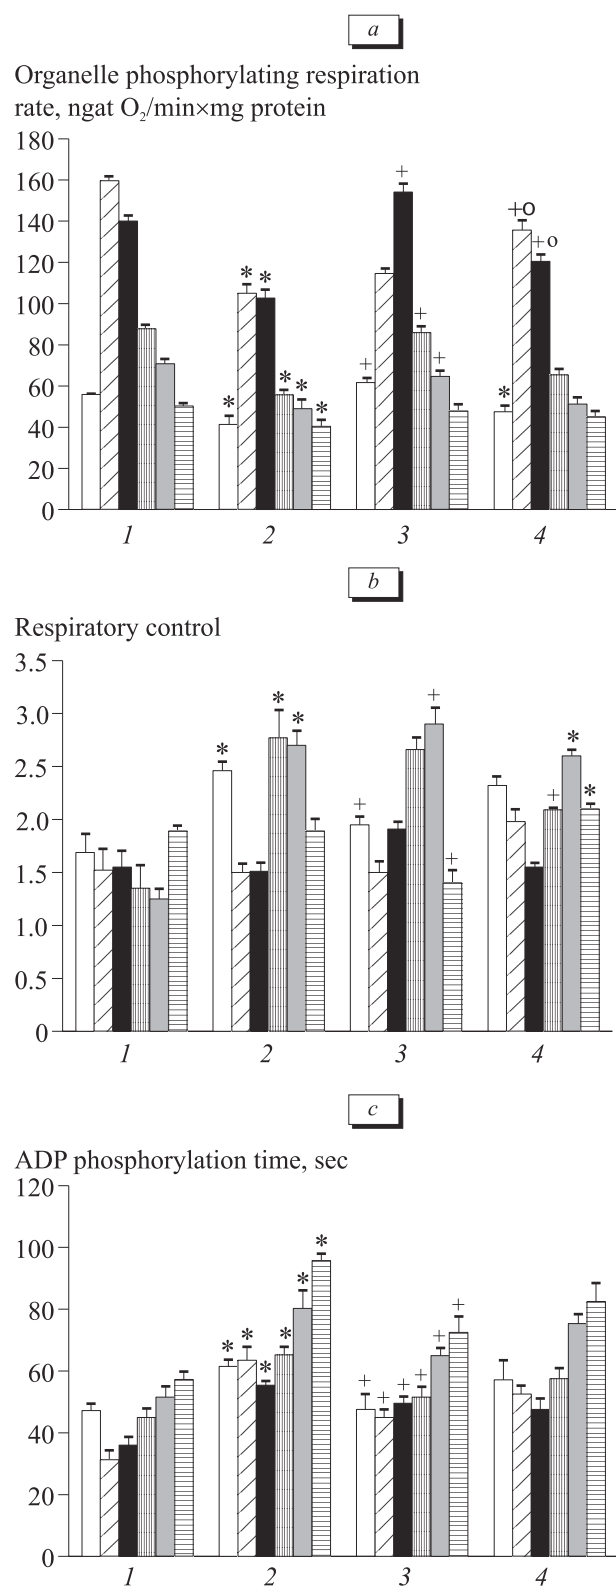 a
Organelle phosphorylating respiration
rate, ngat O₂/min×mg protein
180
160
140
120
100
80
60
40
20
0
+
+o
+o
* *
+
+ +
* * * * *
1 2 3 4
b
Respiratory control
3.5
3.0
2.5
2.0
1.5
1.0
0.5
0
* * * + + + * + *
1 2 3 4
c
ADP phosphorylation time, sec
120
100
80
60
40
20
0
* * * * * * + + + + + +
1 2 3 4